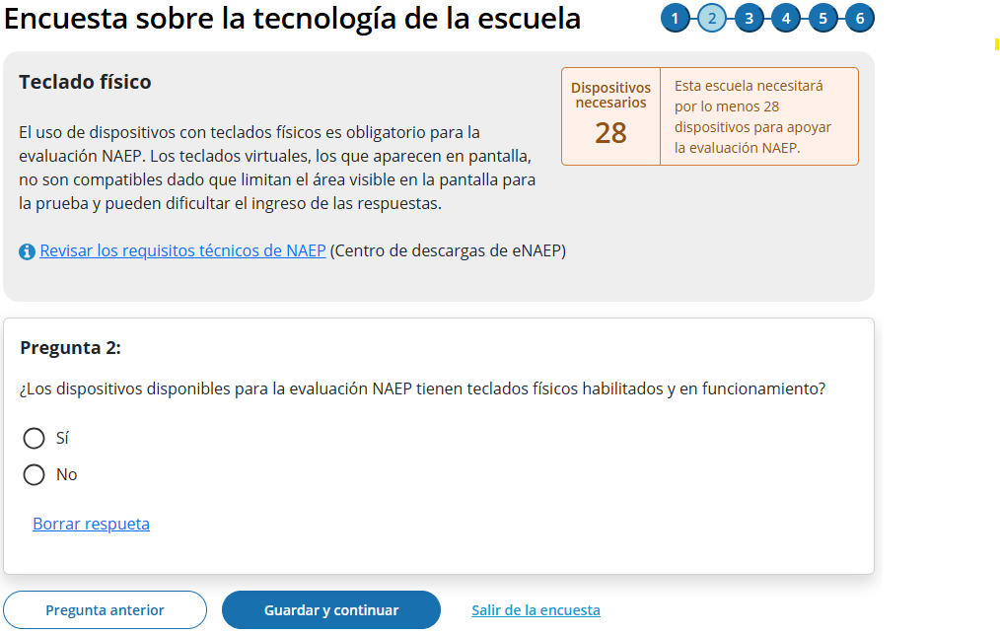 Encuesta sobre la tecnología de la escuela
1 2 3 4 5 6
Teclado físico
El uso de dispositivos con teclados físicos es obligatorio para la
evaluación NAEP. Los teclados virtuales, los que aparecen en pantalla,
no son compatibles dado que limitan el área visible en la pantalla para
la prueba y pueden dificultar el ingreso de las respuestas.
Revisar los requisitos técnicos de NAEP (Centro de descargas de eNAEP)
Dispositivos
necesarios
28
Esta escuela necesitará
por lo menos 28
dispositivos para apoyar
la evaluación NAEP.
Pregunta 2:
¿Los dispositivos disponibles para la evaluación NAEP tienen teclados físicos habilitados y en funcionamiento?
Sí
No
Borrar respueta
Pregunta anterior
Guardar y continuar
Salir de la encuesta